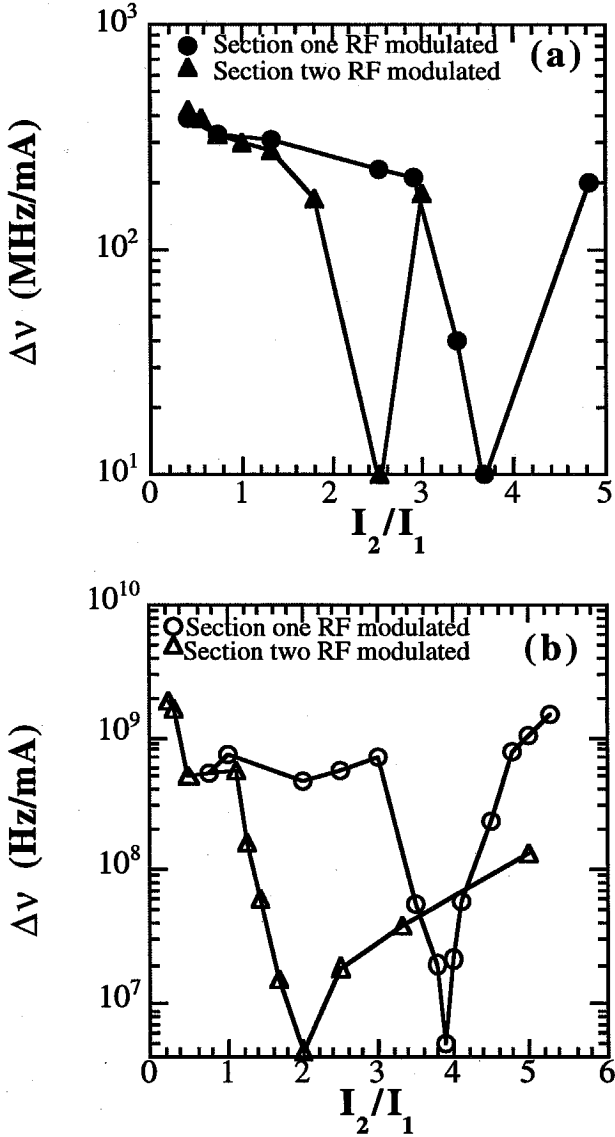 10³
Section one RF modulated
(a)
Section two RF modulated
Δν (MHz/mA)
10²
10¹
0 1 2 3 4 5
I₂/I₁
10¹⁰
Section one RF modulated
Section two RF modulated
(b)
10⁹
Δν (Hz/mA)
10⁸
10⁷
0 1 2 3 4 5 6
I₂/I₁